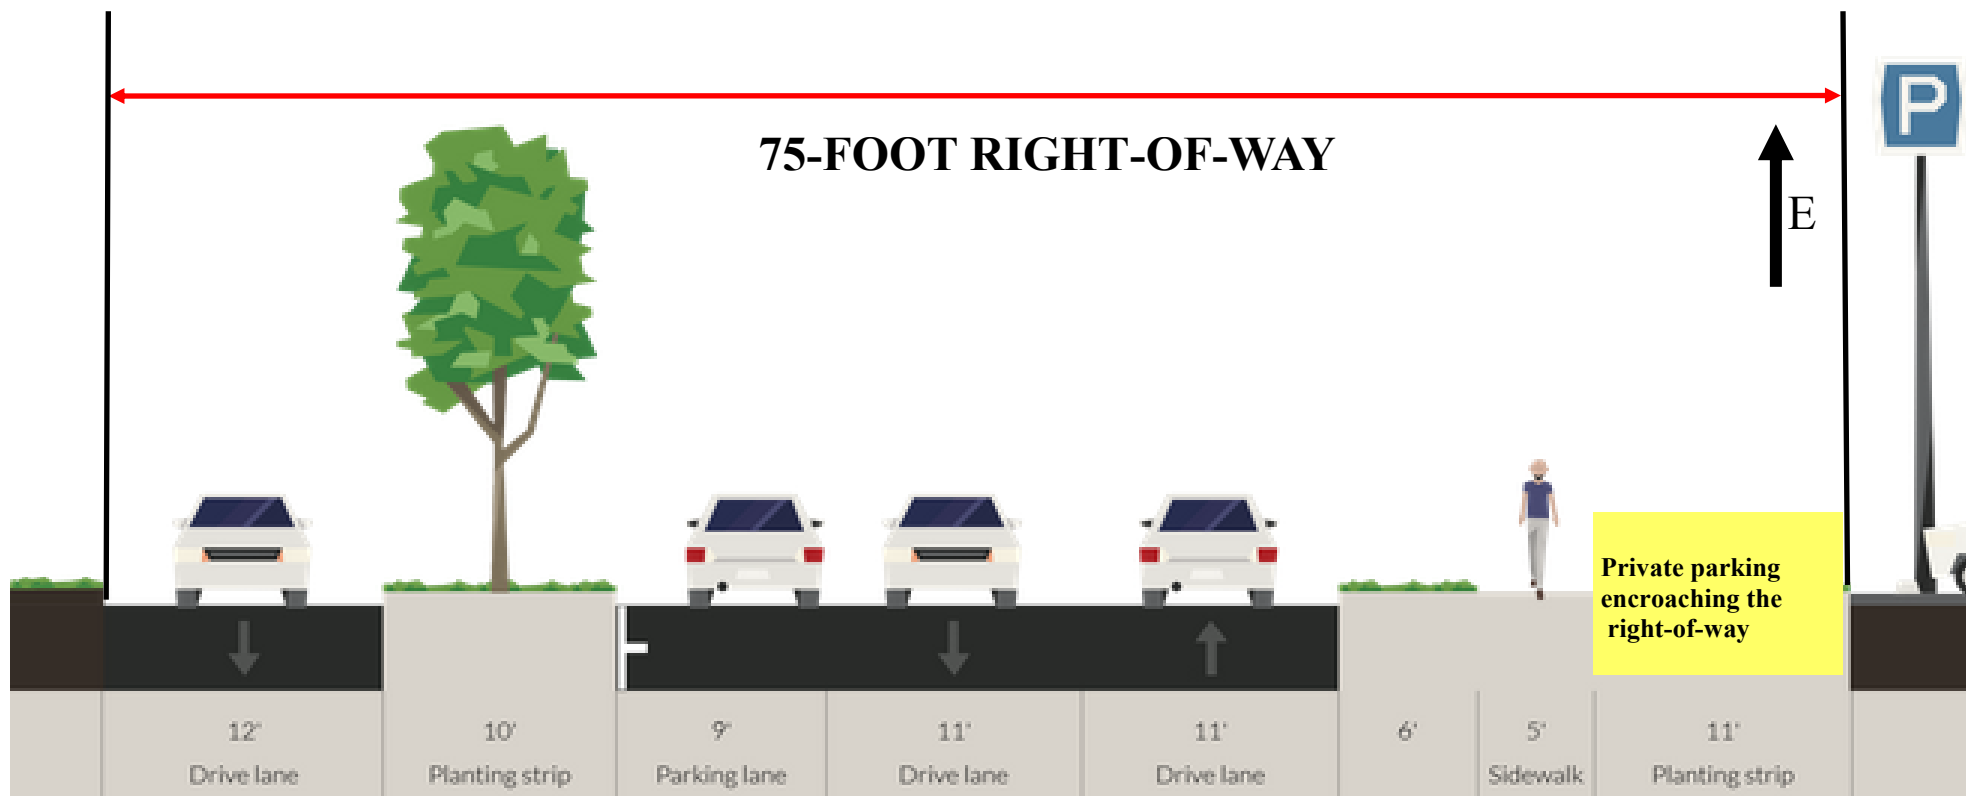 75-FOOT RIGHT-OF-WAY
P
E
Private parking
encroaching the
right-of-way
12' 10' 9' 11' 11' 6' 5' 11'
Drive lane Planting strip Parking lane Drive lane Drive lane Sidewalk Planting strip